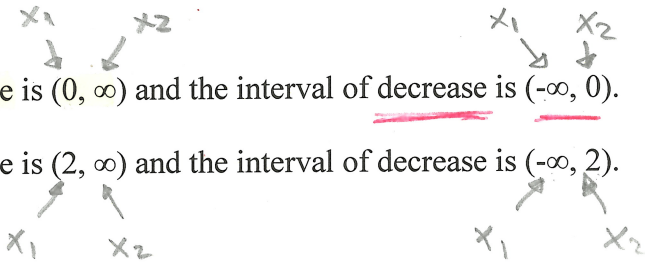 x₁ x₂ x₁ x₂
e is (0, ∞) and the interval of decrease is (-∞, 0).
e is (2, ∞) and the interval of decrease is (-∞, 2).
x₁ x₂ x₁ x₂